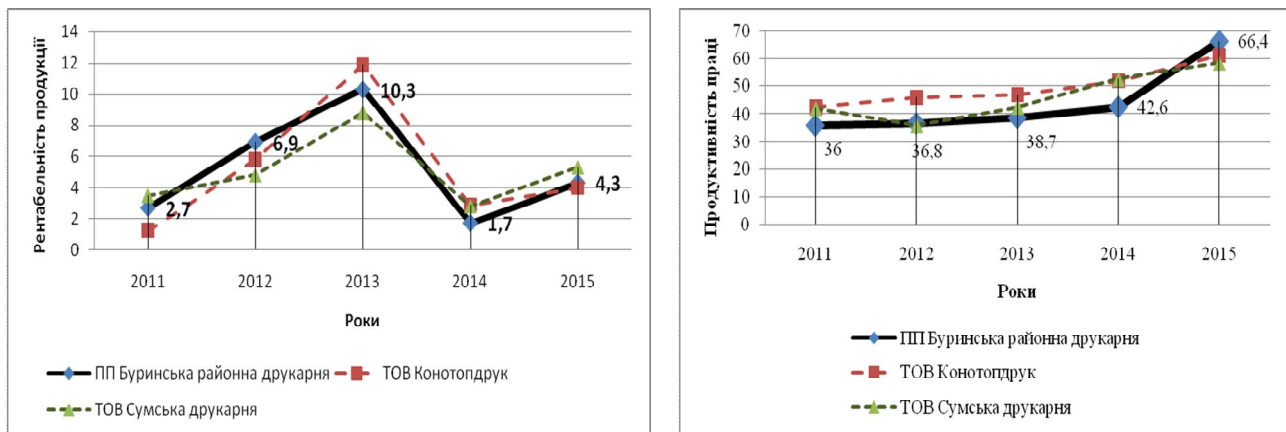 Рентабельність продукції
14
12
10
8
6
4
2
0
2,7
6,9
10,3
1,7
4,3
2011 2012 2013 2014 2015
Роки
ПП Буринська районна друкарня ТОВ Конотопдрук
ТОВ Сумська друкарня
Продуктивність праці
70
60
50
40
30
20
10
0
36
36,8
38,7
42,6
66,4
2011 2012 2013 2014 2015
Роки
ПП Буринська районна друкарня
ТОВ Конотопдрук
ТОВ Сумська друкарня